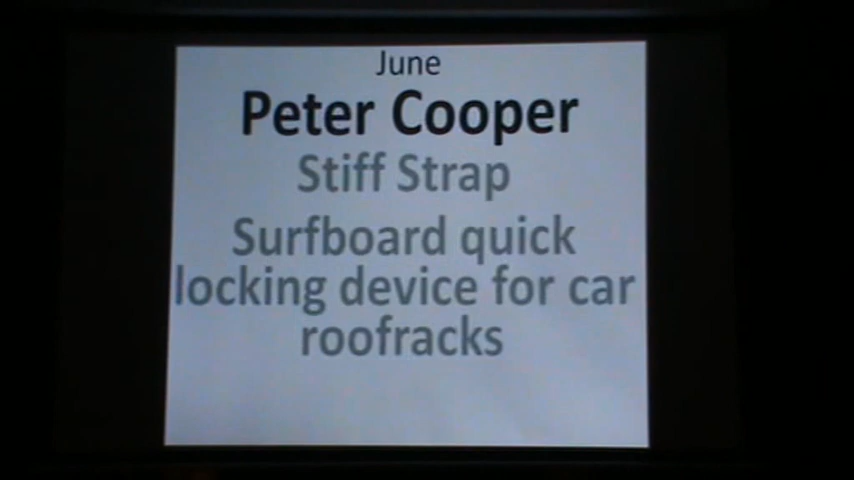 June
Peter Cooper
Stiff Strap
Surfboard quick
locking device for car
roofracks